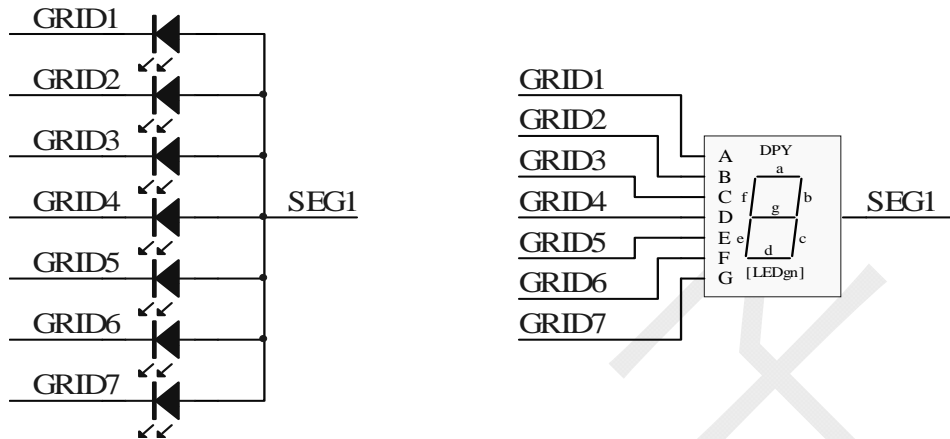 GRID1
GRID2
GRID3
GRID4
GRID5
GRID6
GRID7
SEG1
GRID1
GRID2
GRID3
GRID4
GRID5
GRID6
GRID7
A
B
C
D
E
F
G
DPY
a
f
b
g
e
c
d
[LEDgn]
SEG1